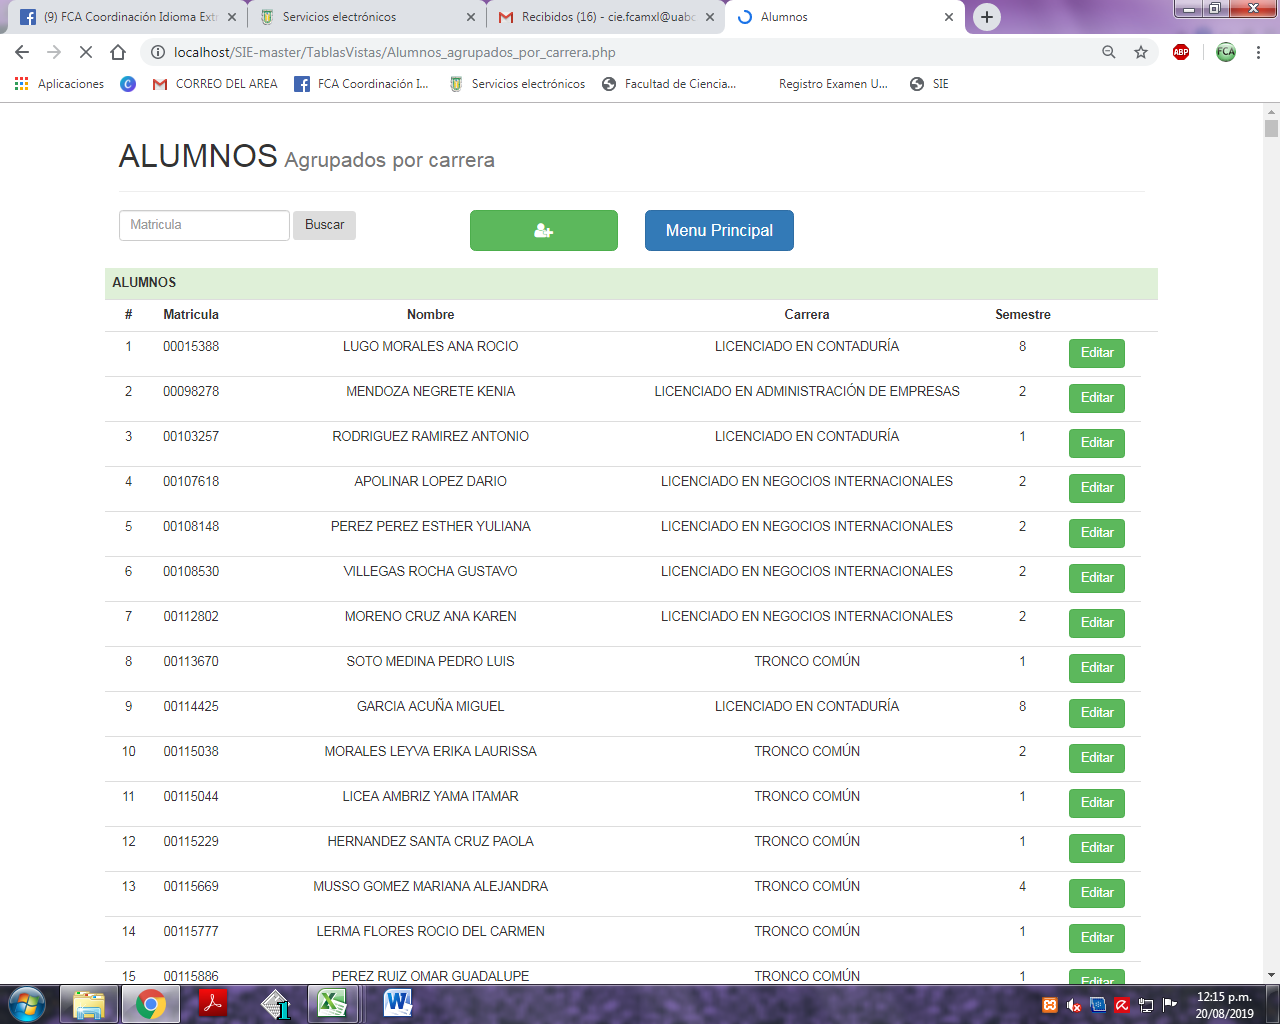 (9) FCA Coordinación Idioma Extr
Servicios electrónicos
Recibidos (16) - cie.fcamxl@uabc
Alumnos
localhost/SIE-master/TablasVistas/Alumnos_agrupados_por_carrera.php
ABP
FCA
Aplicaciones
CORREO DEL AREA
FCA Coordinación I...
Servicios electrónicos
Facultad de Ciencia...
Registro Examen U...
SIE
ALUMNOS Agrupados por carrera
Matricula
Buscar
Menu Principal
ALUMNOS
# Matricula Nombre Carrera Semestre
1 00015388 LUGO MORALES ANA ROCIO LICENCIADO EN CONTADURÍA 8 Editar
2 00098278 MENDOZA NEGRETE KENIA LICENCIADO EN ADMINISTRACIÓN DE EMPRESAS 2 Editar
3 00103257 RODRIGUEZ RAMIREZ ANTONIO LICENCIADO EN CONTADURÍA 1 Editar
4 00107618 APOLINAR LOPEZ DARIO LICENCIADO EN NEGOCIOS INTERNACIONALES 2 Editar
5 00108148 PEREZ PEREZ ESTHER YULIANA LICENCIADO EN NEGOCIOS INTERNACIONALES 2 Editar
6 00108530 VILLEGAS ROCHA GUSTAVO LICENCIADO EN NEGOCIOS INTERNACIONALES 2 Editar
7 00112802 MORENO CRUZ ANA KAREN LICENCIADO EN NEGOCIOS INTERNACIONALES 2 Editar
8 00113670 SOTO MEDINA PEDRO LUIS TRONCO COMÚN 1 Editar
9 00114425 GARCIA ACUÑA MIGUEL LICENCIADO EN CONTADURÍA 8 Editar
10 00115038 MORALES LEYVA ERIKA LAURISSA TRONCO COMÚN 2 Editar
11 00115044 LICEA AMBRIZ YAMA ITAMAR TRONCO COMÚN 1 Editar
12 00115229 HERNANDEZ SANTA CRUZ PAOLA TRONCO COMÚN 1 Editar
13 00115669 MUSSO GOMEZ MARIANA ALEJANDRA TRONCO COMÚN 4 Editar
14 00115777 LERMA FLORES ROCIO DEL CARMEN TRONCO COMÚN 1 Editar
15 00115886 PEREZ RUIZ OMAR GUADALUPE TRONCO COMÚN 1 Editar
12:15 p.m.
20/08/2019